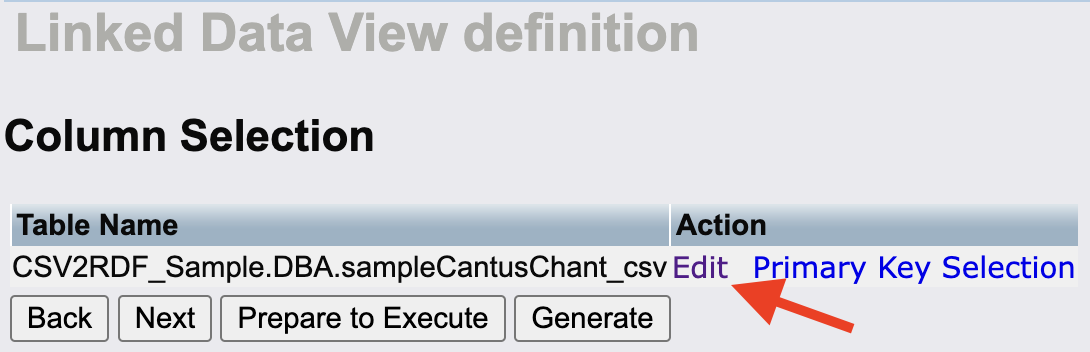 Linked Data View definition
Column Selection
Table Name Action
CSV2RDF_Sample.DBA.sampleCantusChant_csv Edit Primary Key Selection
Back Next Prepare to Execute Generate